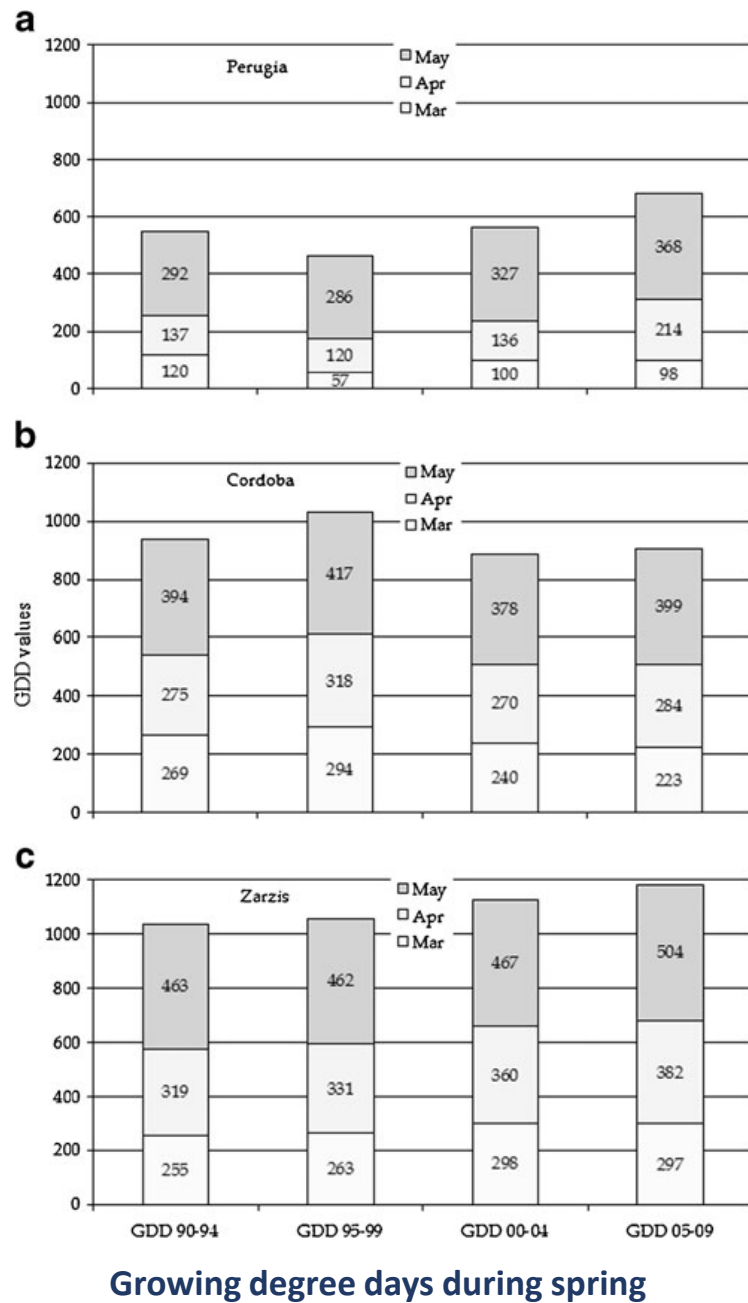 a
1200
Perugia
May
Apr
Mar
1000
800
600
400
200
0
292
286
327
368
137
120
136
214
120
57
100
98
b
1200
Cordoba
May
Apr
Mar
1000
800
600
400
200
0
GDD values
394
417
378
399
275
318
270
284
269
294
240
223
c
1200
Zarzis
May
Apr
Mar
1000
800
600
400
200
0
463
462
467
504
319
331
360
382
255
263
298
297
GDD 90-94
GDD 95-99
GDD 00-04
GDD 05-09
Growing degree days during spring